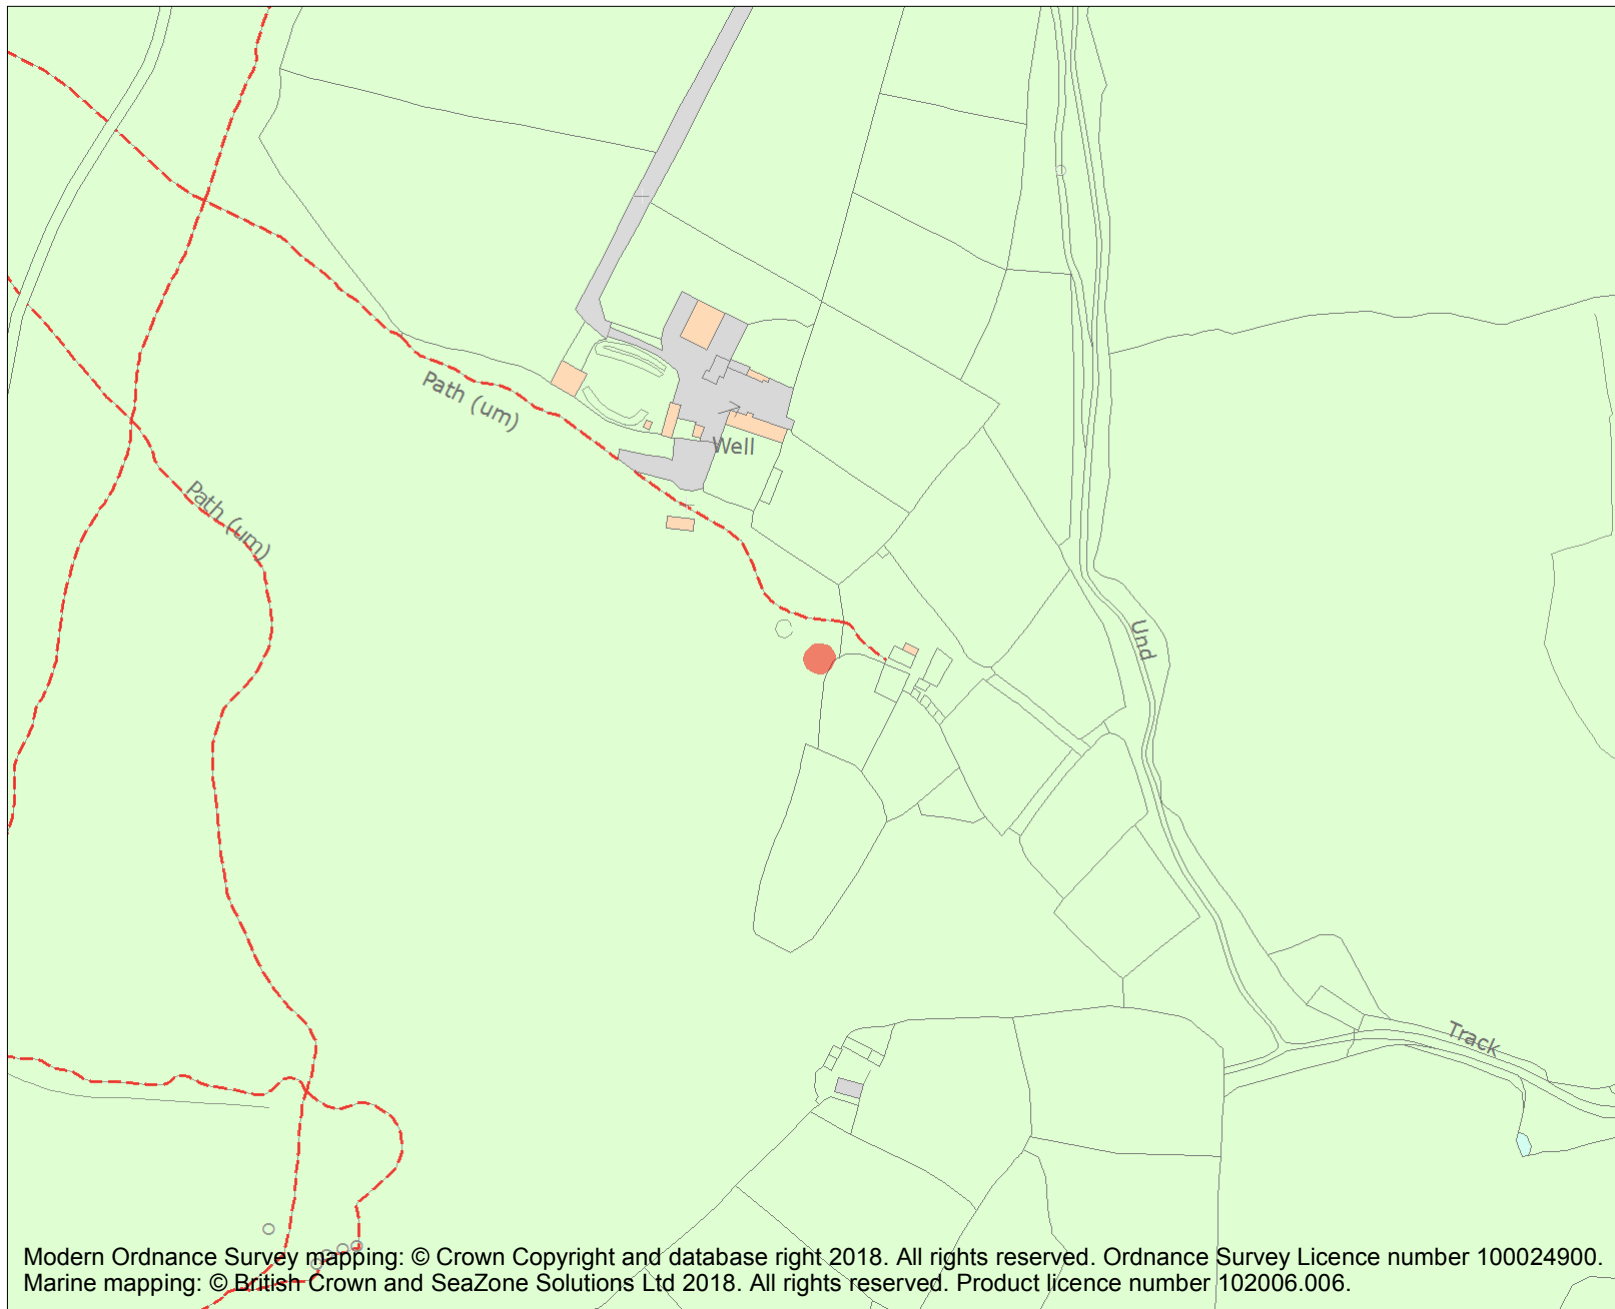 Path (um)
Well
Path (um)
Und
Track
Modern Ordnance Survey mapping: © Crown Copyright and database right 2018. All rights reserved. Ordnance Survey Licence number 100024900.
Marine mapping: © British Crown and SeaZone Solutions Ltd 2018. All rights reserved. Product licence number 102006.006.